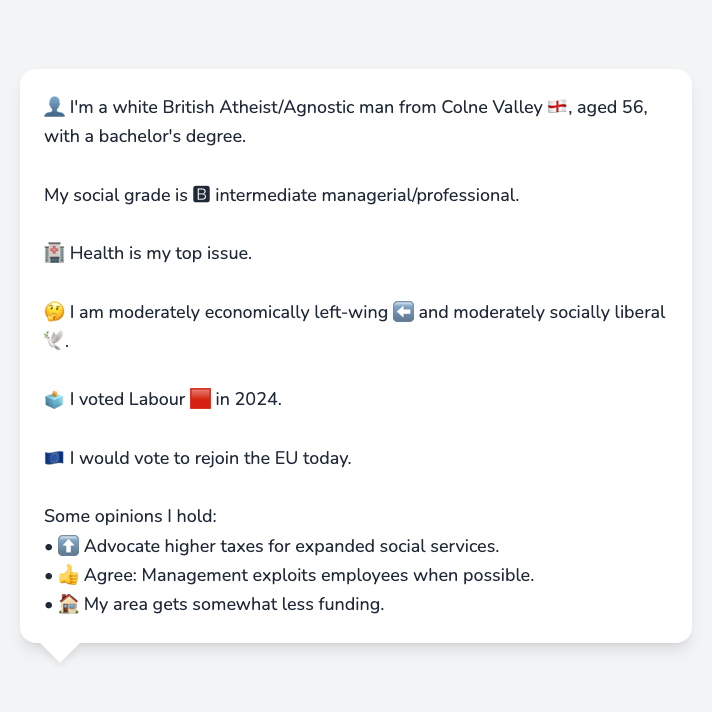 👤 I'm a white British Atheist/Agnostic man from Colne Valley 🏴󠁧󠁢󠁥󠁮󠁧󠁿, aged 56,
with a bachelor's degree.
My social grade is 🅱 intermediate managerial/professional.
🏥 Health is my top issue.
🤔 I am moderately economically left-wing ⬅️ and moderately socially liberal
🕊️.
🗳️ I voted Labour 🟥 in 2024.
🇪🇺 I would vote to rejoin the EU today.
Some opinions I hold:
• ⬆️ Advocate higher taxes for expanded social services.
• 👍 Agree: Management exploits employees when possible.
• 🏠 My area gets somewhat less funding.